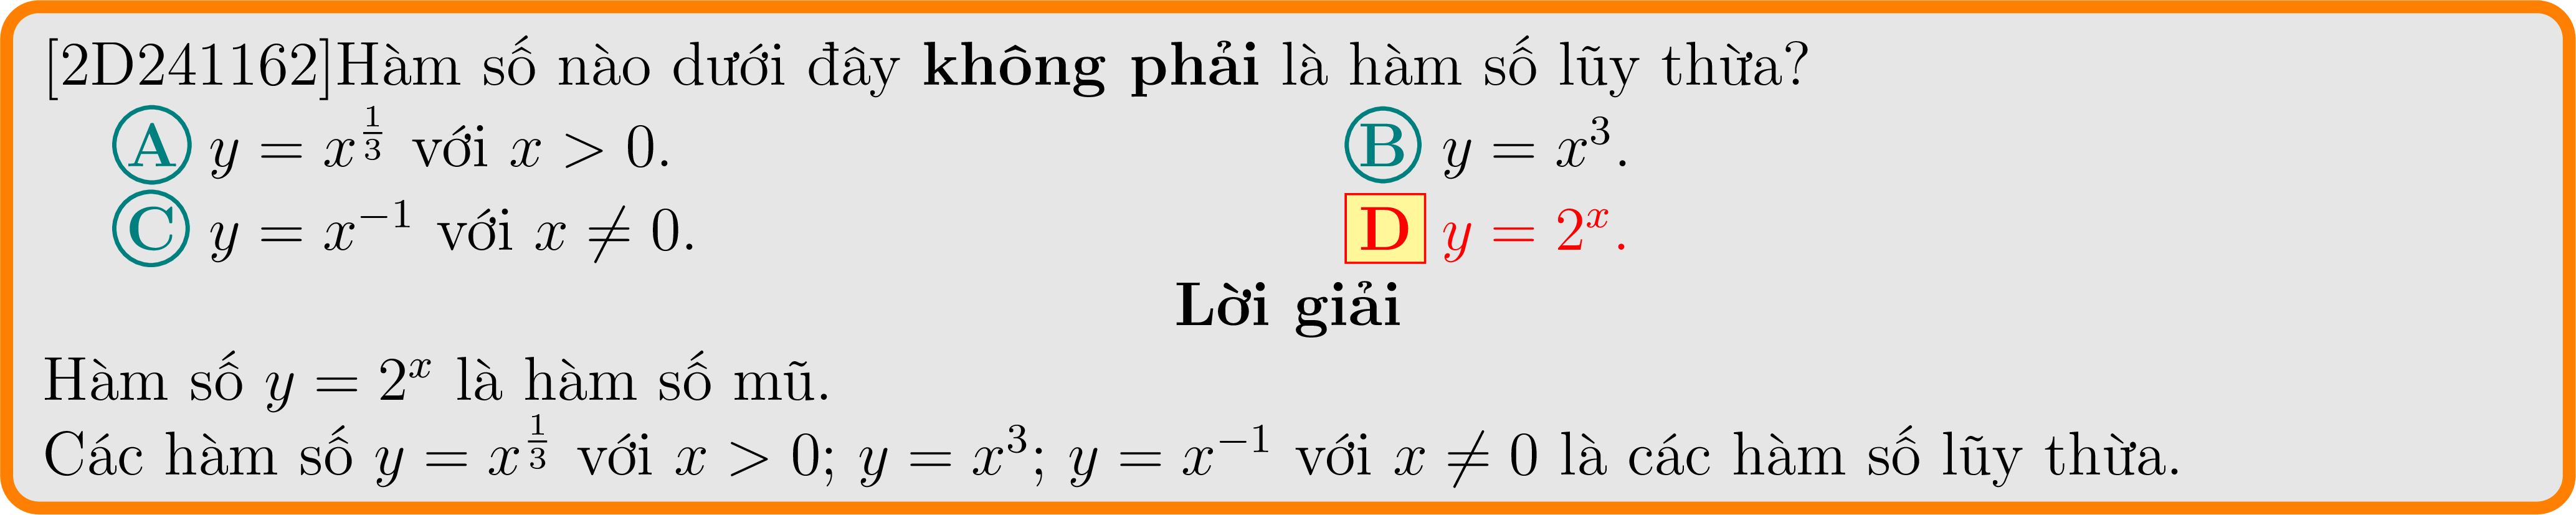 [2D241162]Hàm số nào dưới đây không phải là hàm số lũy thừa?
A y = x^{\frac{1}{3}} với x > 0. B y = x^3.
C y = x^{-1} với x ≠ 0. D y = 2^x.
Lời giải
Hàm số y = 2^x là hàm số mũ.
Các hàm số y = x^{\frac{1}{3}} với x > 0; y = x^3; y = x^{-1} với x ≠ 0 là các hàm số lũy thừa.